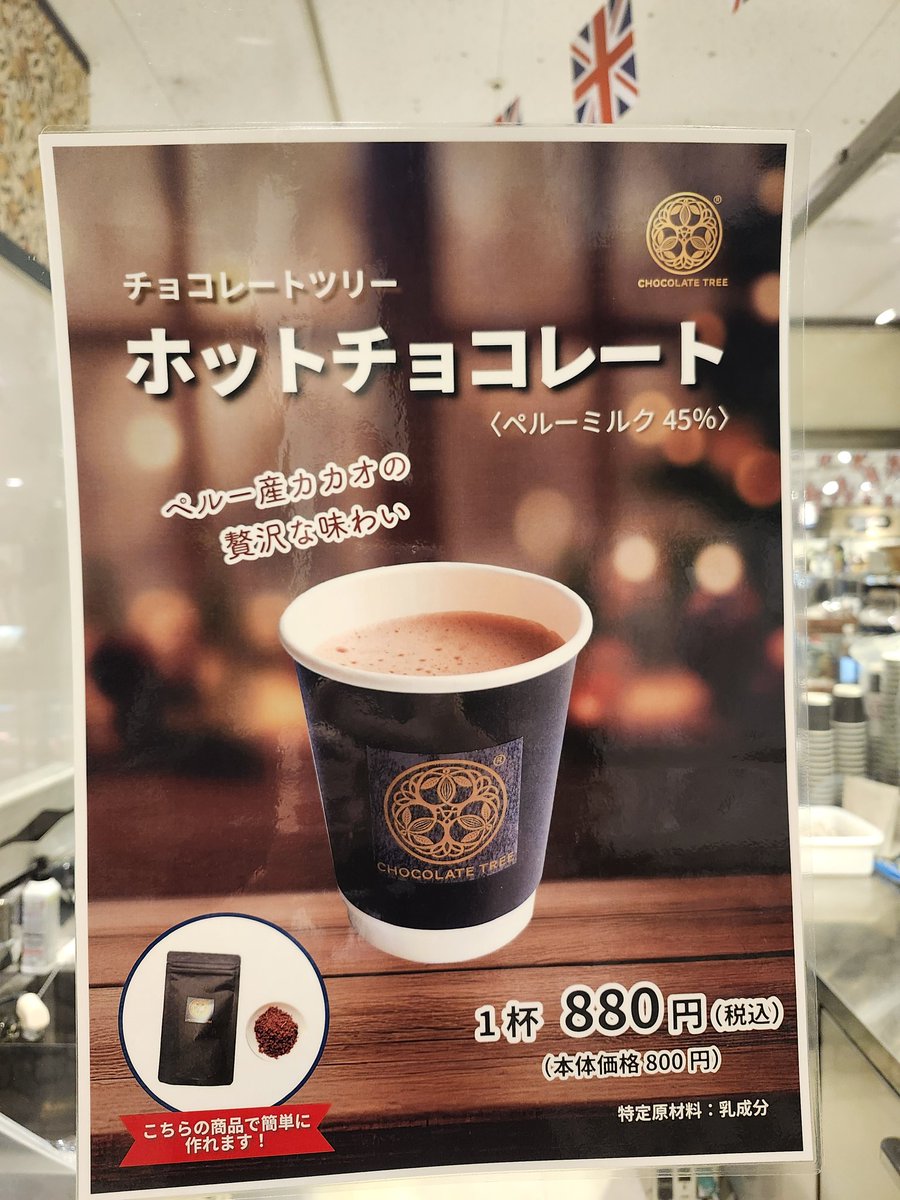 ®
CHOCOLATE TREE
チョコレートツリー
ホットチョコレート
〈ペルーミルク 45%〉
ペルー産カカオの
贅沢な味わい
®
CHOCOLATE TREE
1杯 880円(税込)
(本体価格 800円)
特定原材料:乳成分
こちらの商品で簡単に
作れます!